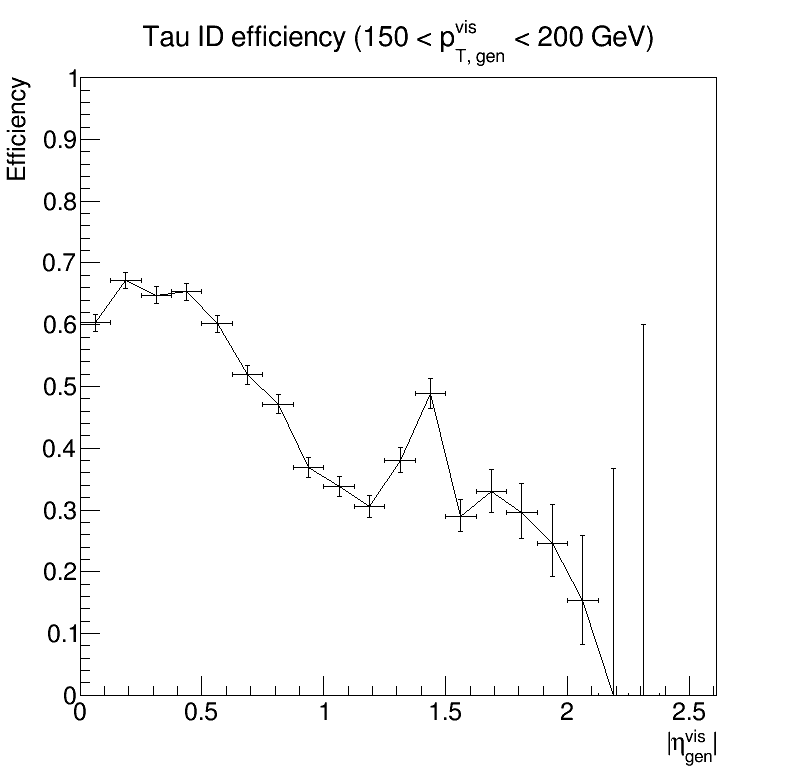 Tau ID efficiency (150 < p^vis_T, gen < 200 GeV)
Efficiency
1
0.9
0.8
0.7
0.6
0.5
0.4
0.3
0.2
0.1
0
0 0.5 1 1.5 2 2.5
|η^vis_gen|